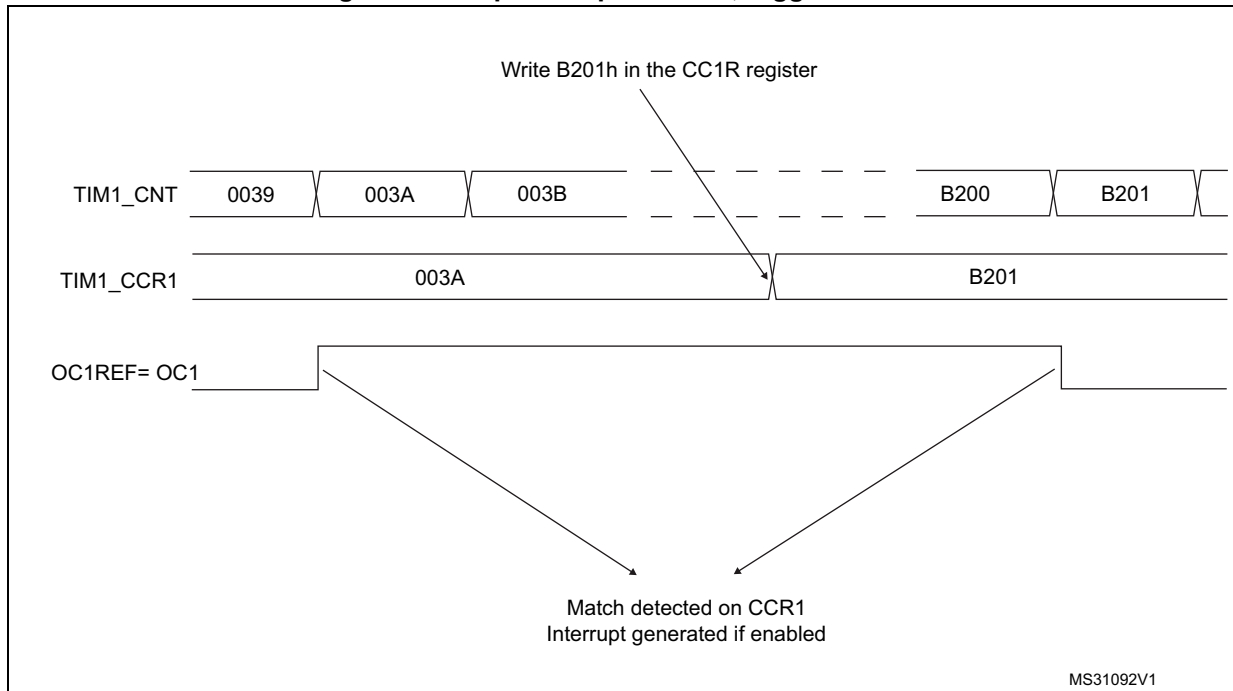 Write B201h in the CC1R register
TIM1_CNT 0039 003A 003B B200 B201
TIM1_CCR1 003A B201
OC1REF= OC1
Match detected on CCR1
Interrupt generated if enabled
MS31092V1